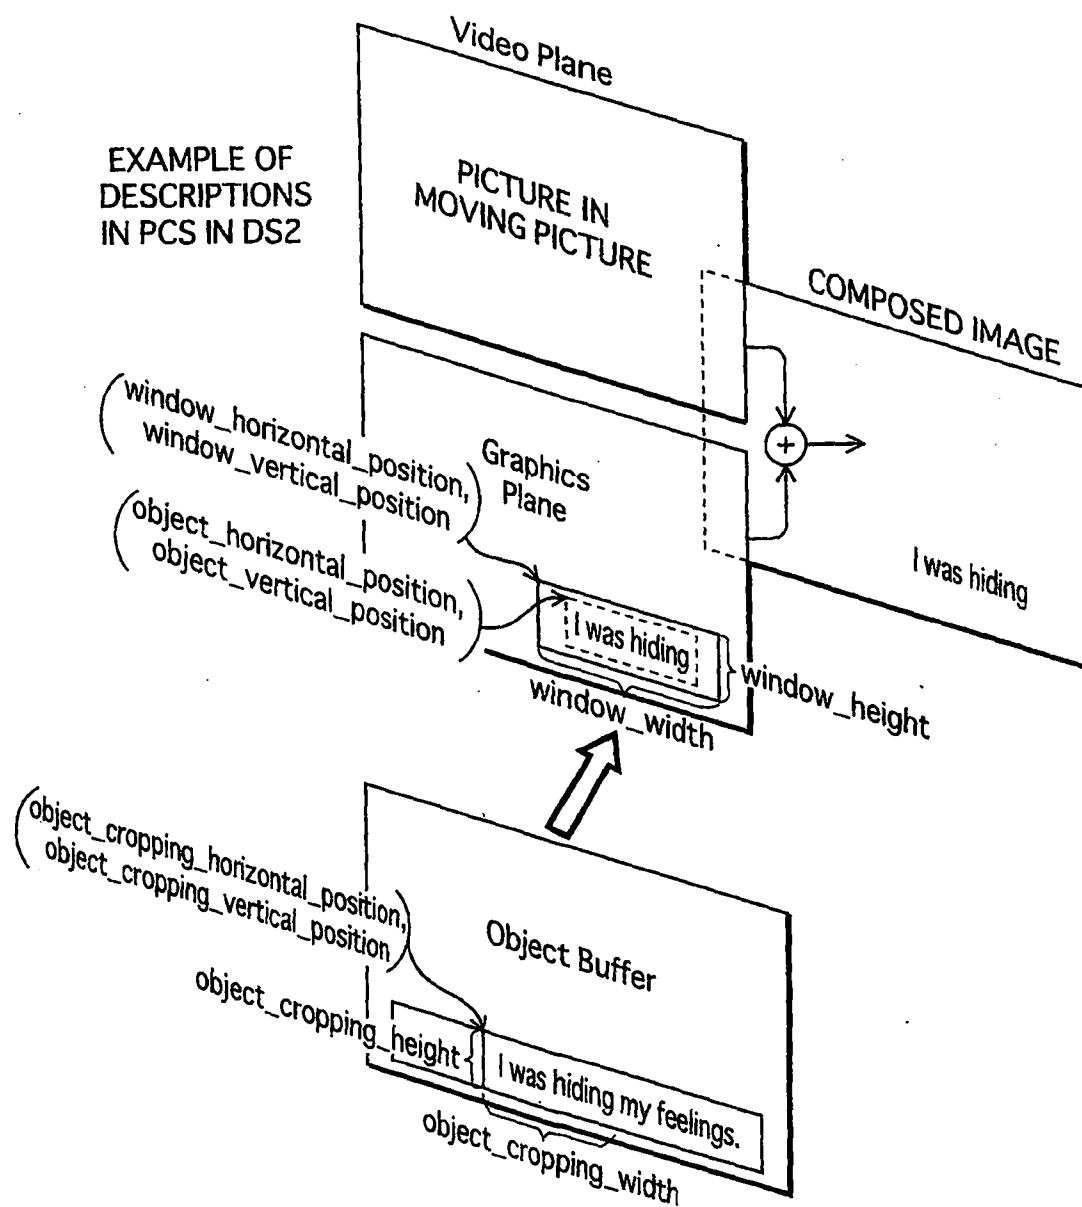 Video Plane
EXAMPLE OF
DESCRIPTIONS
IN PCS IN DS2
PICTURE IN
MOVING PICTURE
COMPOSED IMAGE
(window_horizontal_position,
window_vertical_position)
Graphics
Plane
(object_horizontal_position,
object_vertical_position)
+
I was hiding
I was hiding
window_height
window_width
(object_cropping_horizontal_position,
object_cropping_vertical_position)
Object Buffer
object_cropping_height
I was hiding my feelings.
object_cropping_width